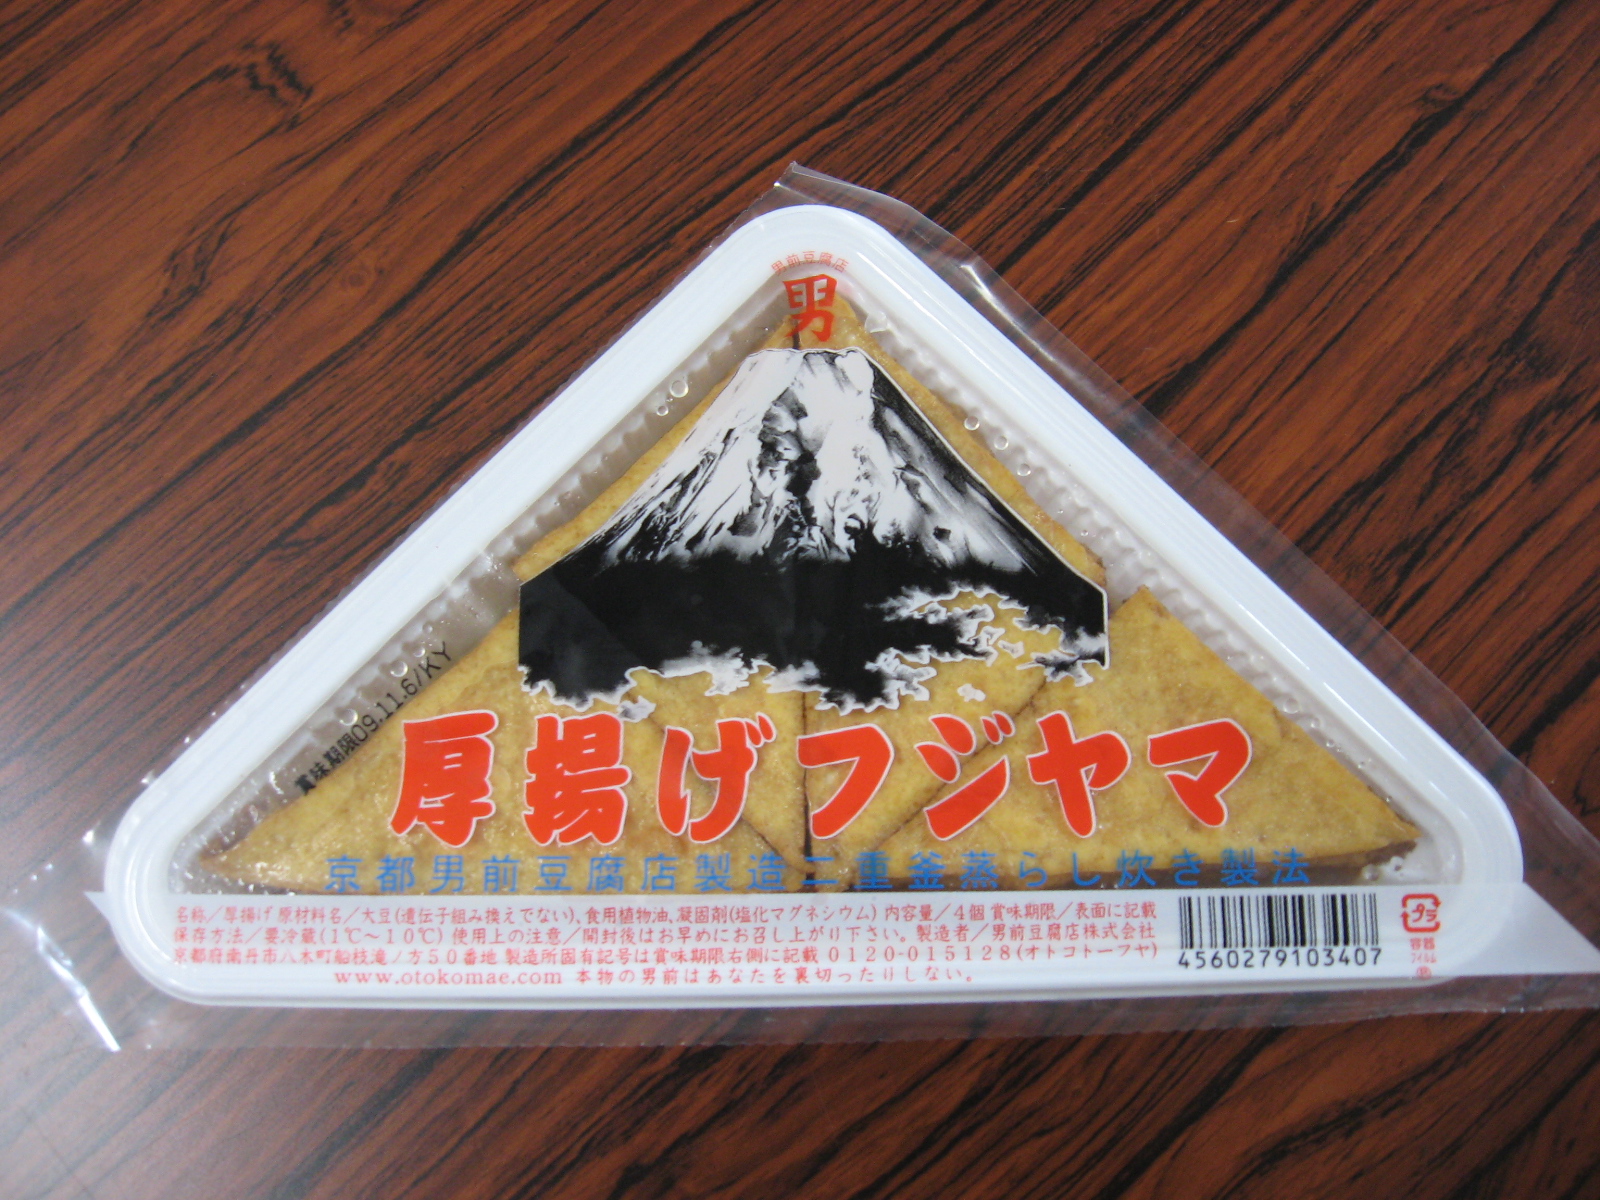 男前豆腐店
男
賞味期限09.11.6/KY
厚揚げフジヤマ
京都男前豆腐店製造二重釜蒸らし炊き製法
名称/厚揚げ 原材料名/大豆(遺伝子組み換えでない)、食用植物油、凝固剤(塩化マグネシウム) 内容量/4個 賞味期限/表面に記載
保存方法/要冷蔵(1℃〜10℃) 使用上の注意/開封後はお早めにお召し上がり下さい。製造者/男前豆腐店株式会社
京都府南丹市八木町船枝滝ノ方50番地 製造所固有記号は賞味期限右側に記載 0120-015128(オトコトーフヤ)
www.otokomae.com 本物の男前はあなたを裏切ったりしない。
4560279103407
プラ
容器